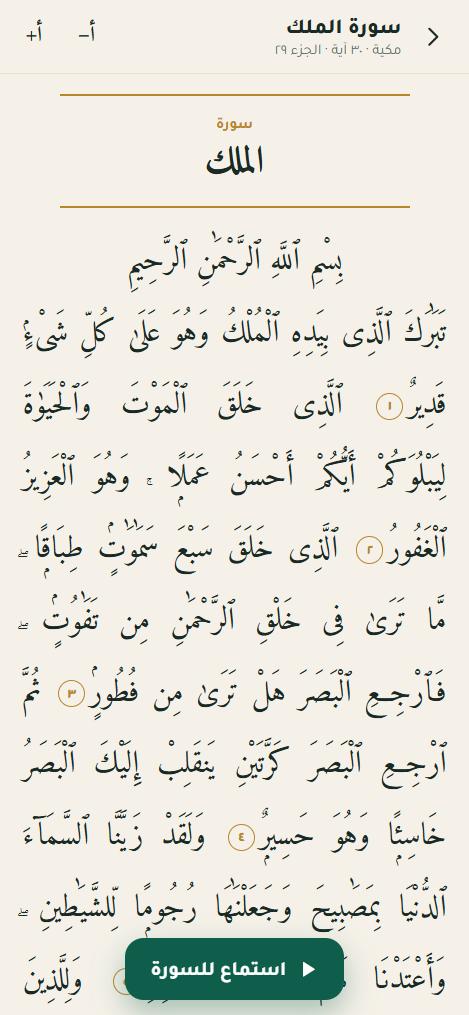 سورة الملك
مكية · ٣٠ آية · الجزء ٢٩
أ− أ+
سورة
الملك
بِسْمِ ٱللَّهِ ٱلرَّحْمَٰنِ ٱلرَّحِيمِ
تَبَٰرَكَ ٱلَّذِى بِيَدِهِ ٱلْمُلْكُ وَهُوَ عَلَىٰ كُلِّ شَىْءٍۢ
قَدِيرٌ ١ ٱلَّذِى خَلَقَ ٱلْمَوْتَ وَٱلْحَيَوٰةَ
لِيَبْلُوَكُمْ أَيُّكُمْ أَحْسَنُ عَمَلًۭا ۚ وَهُوَ ٱلْعَزِيزُ
ٱلْغَفُورُ ٢ ٱلَّذِى خَلَقَ سَبْعَ سَمَٰوَٰتٍۢ طِبَاقًۭا ۖ
مَّا تَرَىٰ فِى خَلْقِ ٱلرَّحْمَٰنِ مِن تَفَٰوُتٍۢ ۖ
فَٱرْجِعِ ٱلْبَصَرَ هَلْ تَرَىٰ مِن فُطُورٍۢ ٣ ثُمَّ
ٱرْجِعِ ٱلْبَصَرَ كَرَّتَيْنِ يَنقَلِبْ إِلَيْكَ ٱلْبَصَرُ
خَاسِئًۭا وَهُوَ حَسِيرٌۭ ٤ وَلَقَدْ زَيَّنَّا ٱلسَّمَآءَ
ٱلدُّنْيَا بِمَصَٰبِيحَ وَجَعَلْنَٰهَا رُجُومًۭا لِّلشَّيَٰطِينِ ۖ
وَأَعْتَدْنَا وَلِلَّذِينَ
استماع للسورة